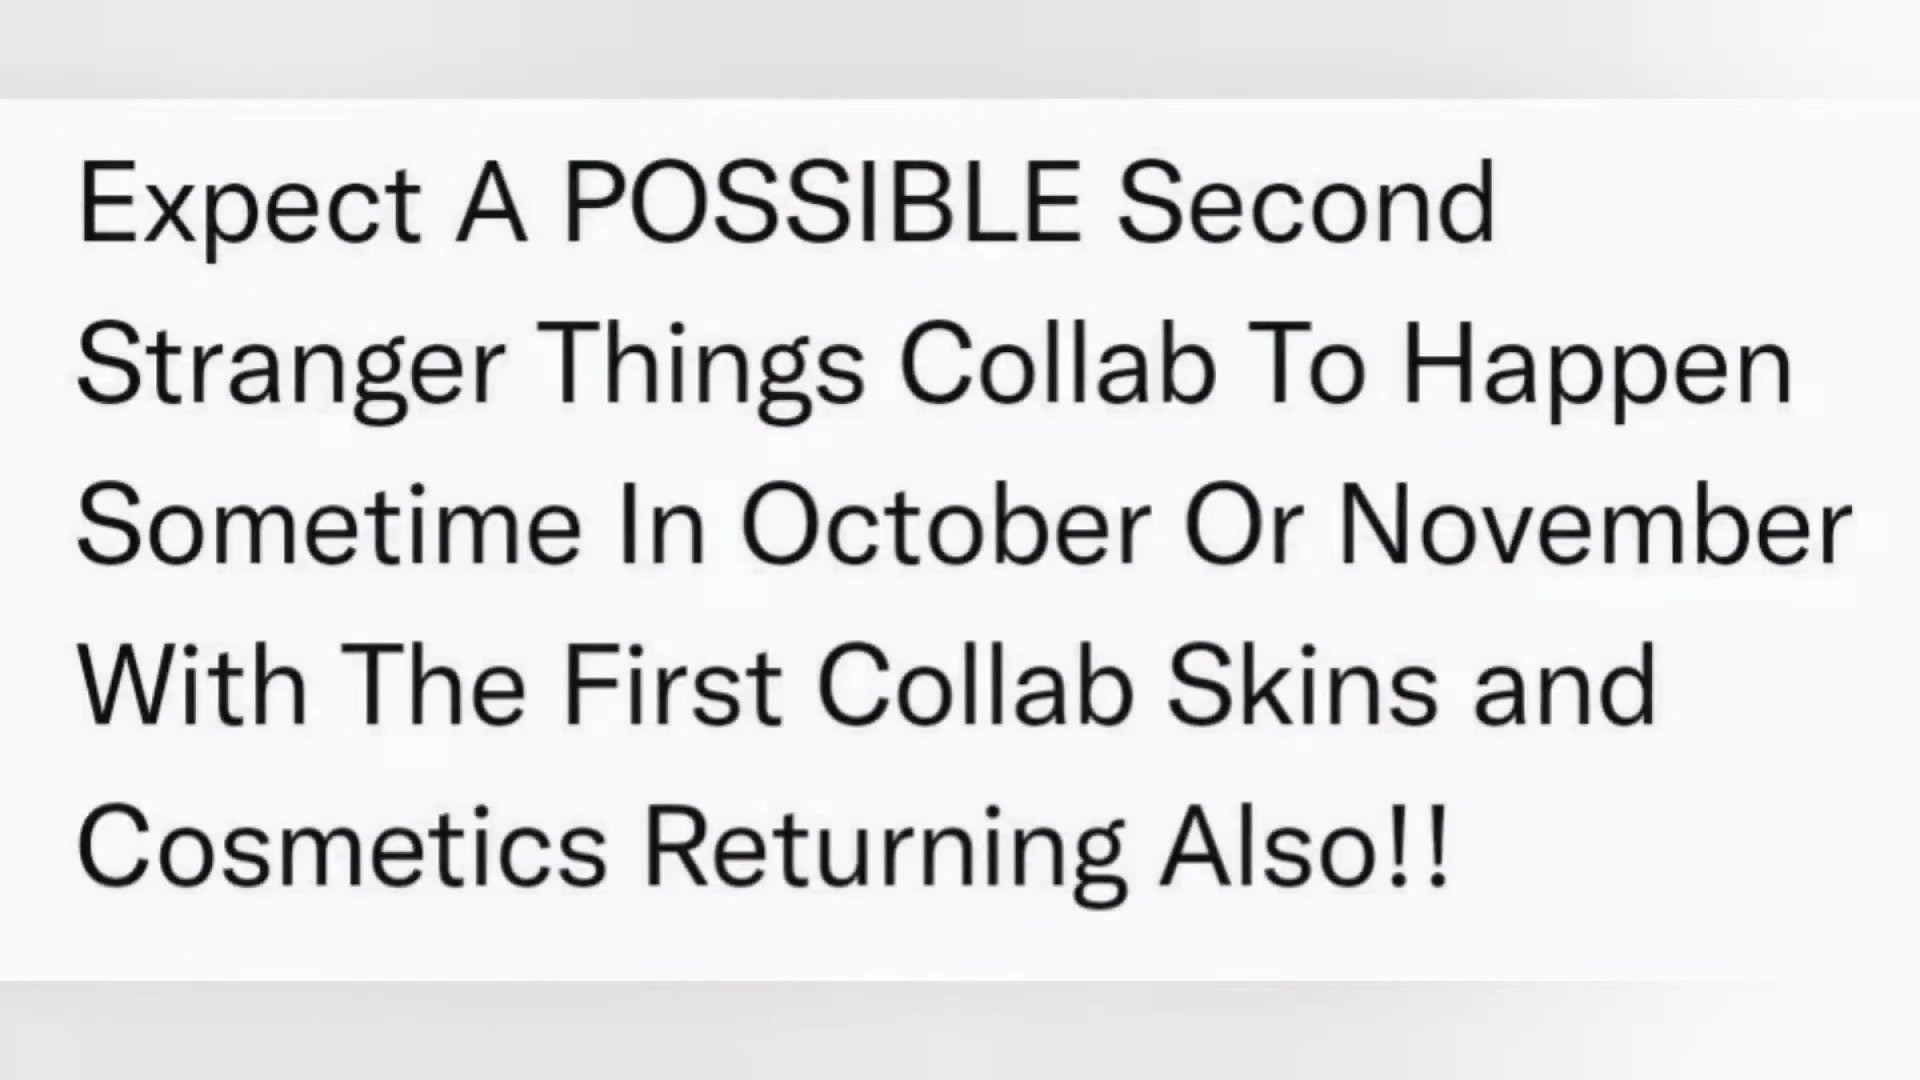 Expect A POSSIBLE Second
Stranger Things Collab To Happen
Sometime In October Or November
With The First Collab Skins and
Cosmetics Returning Also!!